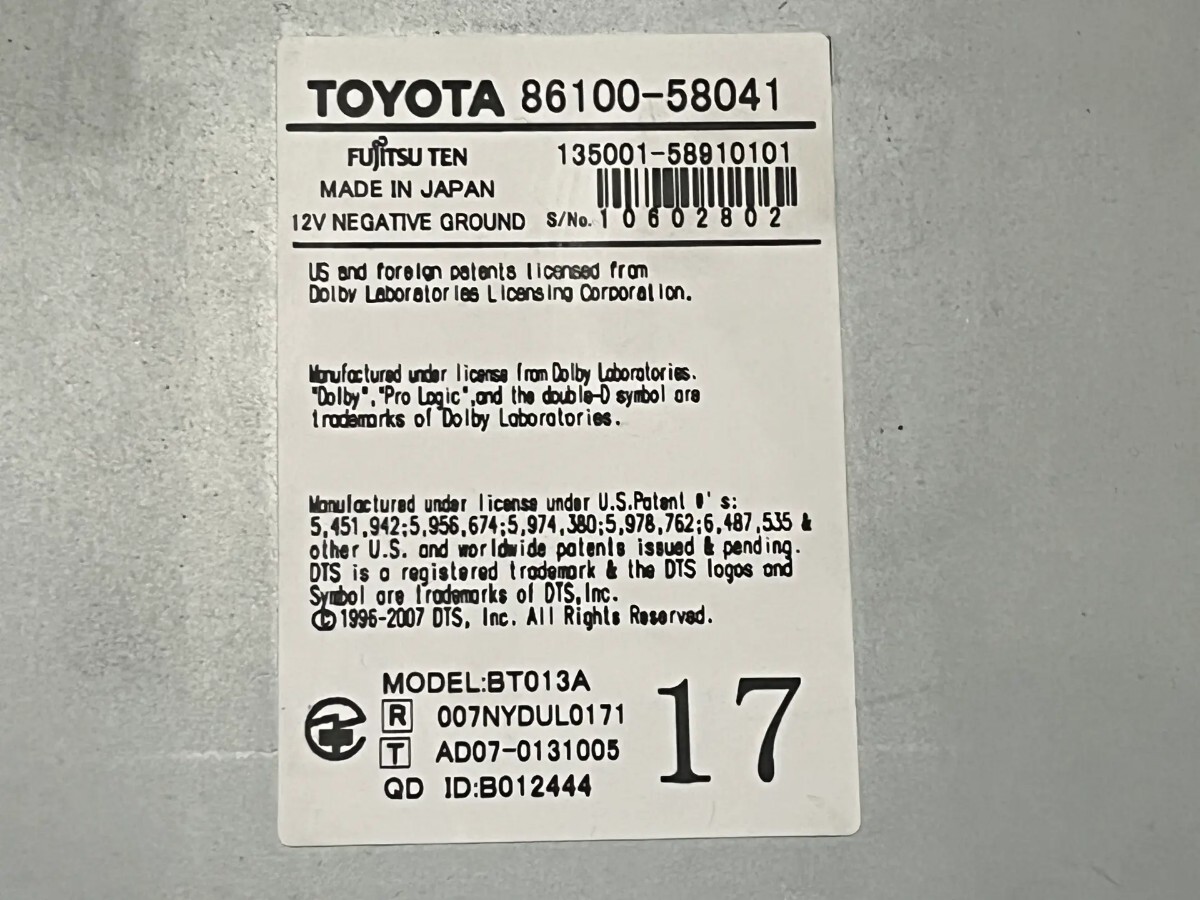 TOYOTA 86100-58041
FUJITSU TEN 135001-58910101
MADE IN JAPAN
12V NEGATIVE GROUND S/No. 10602802
US and foreign patents licensed from
Dolby Laboratories Licensing Corporation.
Manufactured under license from Dolby Laboratories.
"Dolby","Pro Logic",and the double-D symbol are
trademarks of Dolby Laboratories.
Manufactured under license under U.S.Patent #'s:
5,451,942;5,956,674;5,974,380;5,978,762;6,487,535 &
other U.S. and worldwide patents issued & pending.
DTS is a registered trademark & the DTS logos and
Symbol are trademarks of DTS,Inc.
©1996-2007 DTS, Inc. All Rights Reserved.
MODEL:BT013A
R 007NYDUL0171
T AD07-0131005
QD ID:B012444
17